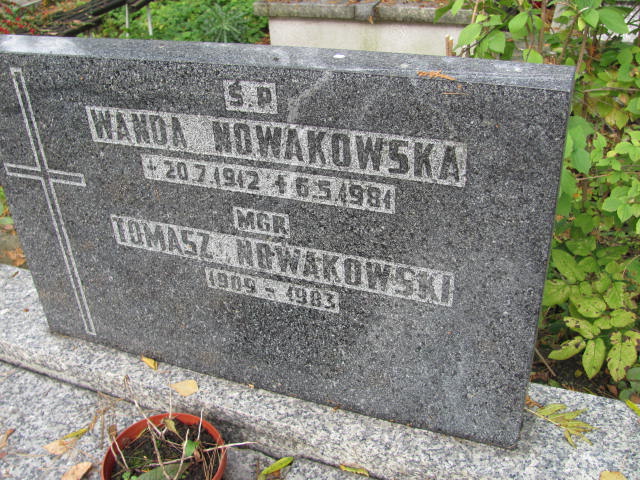 Ś.P.
WANDA NOWAKOWSKA
+ 20.7.1912 + 6.5.1981
MGR
TOMASZ NOWAKOWSKI
1909 - 1983